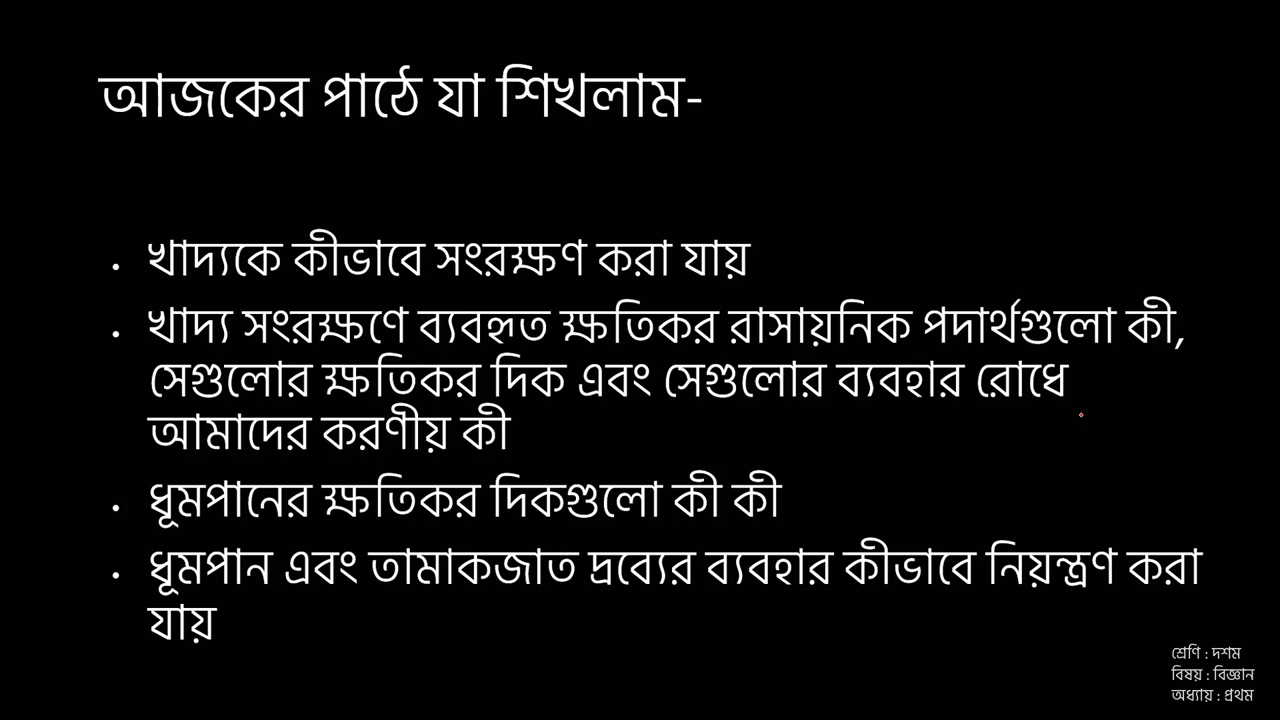 আজকের পাঠে যা শিখলাম-
• খাদ্যকে কীভাবে সংরক্ষণ করা যায়
• খাদ্য সংরক্ষণে ব্যবহৃত ক্ষতিকর রাসায়নিক পদার্থগুলো কী,
সেগুলোর ক্ষতিকর দিক এবং সেগুলোর ব্যবহার রোধে
আমাদের করণীয় কী
• ধূমপানের ক্ষতিকর দিকগুলো কী কী
• ধূমপান এবং তামাকজাত দ্রব্যের ব্যবহার কীভাবে নিয়ন্ত্রণ করা
যায়
শ্রেণি : দশম
বিষয় : বিজ্ঞান
অধ্যায় : প্রথম